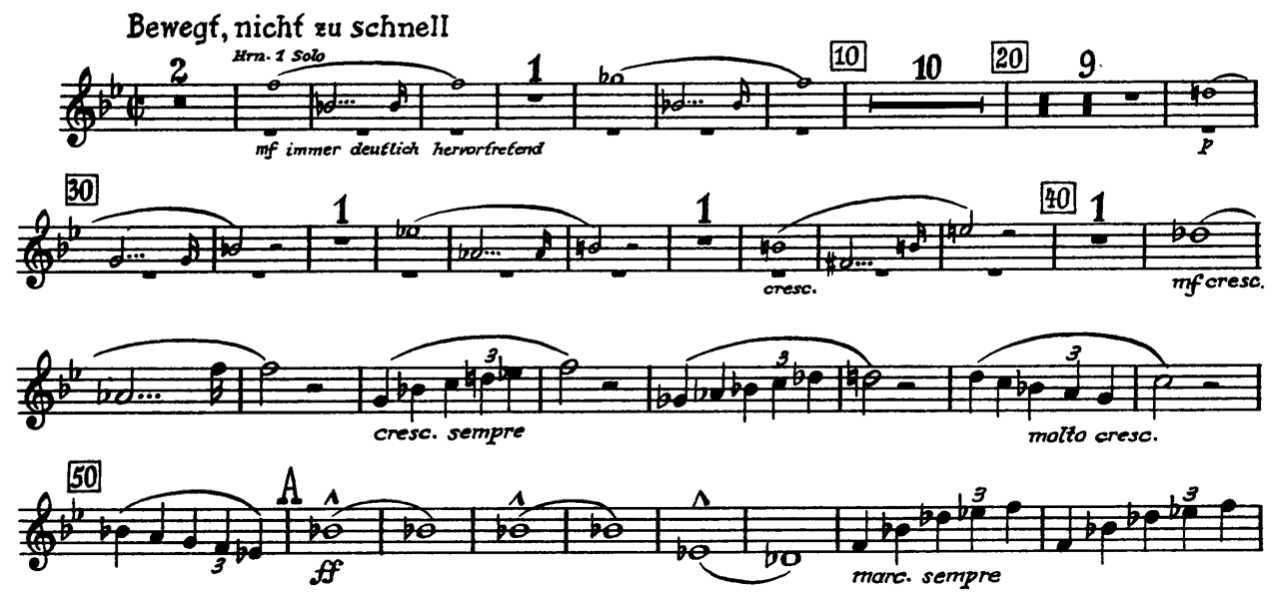 Bewegt, nicht zu schnell
Hrn. 1 Solo
2 1 10 10 20 9
mf immer deutlich hervortretend p
30 1 1 40 1
cresc. mf cresc.
3 3 3
cresc. sempre molto cresc.
50 A 3 3
3
ff marc. sempre